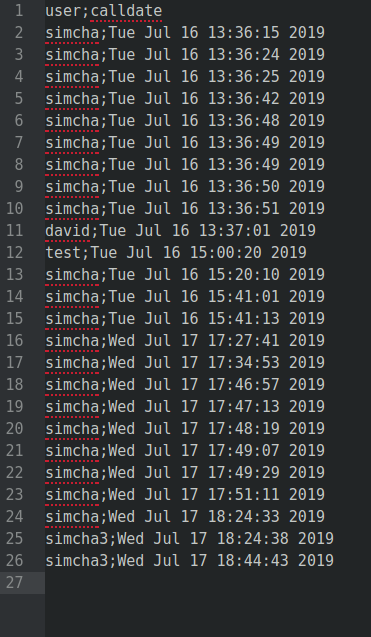 1 user;calldate
2 simcha;Tue Jul 16 13:36:15 2019
3 simcha;Tue Jul 16 13:36:24 2019
4 simcha;Tue Jul 16 13:36:25 2019
5 simcha;Tue Jul 16 13:36:42 2019
6 simcha;Tue Jul 16 13:36:48 2019
7 simcha;Tue Jul 16 13:36:49 2019
8 simcha;Tue Jul 16 13:36:49 2019
9 simcha;Tue Jul 16 13:36:50 2019
10 simcha;Tue Jul 16 13:36:51 2019
11 david;Tue Jul 16 13:37:01 2019
12 test;Tue Jul 16 15:00:20 2019
13 simcha;Tue Jul 16 15:20:10 2019
14 simcha;Tue Jul 16 15:41:01 2019
15 simcha;Tue Jul 16 15:41:13 2019
16 simcha;Wed Jul 17 17:27:41 2019
17 simcha;Wed Jul 17 17:34:53 2019
18 simcha;Wed Jul 17 17:46:57 2019
19 simcha;Wed Jul 17 17:47:13 2019
20 simcha;Wed Jul 17 17:48:19 2019
21 simcha;Wed Jul 17 17:49:07 2019
22 simcha;Wed Jul 17 17:49:29 2019
23 simcha;Wed Jul 17 17:51:11 2019
24 simcha;Wed Jul 17 18:24:33 2019
25 simcha3;Wed Jul 17 18:24:38 2019
26 simcha3;Wed Jul 17 18:44:43 2019
27